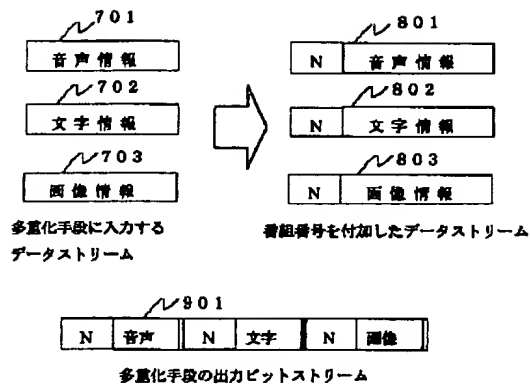 701
音声情報
702
文字情報
703
画像情報
多重化手段に入力する
データストリーム
801
N 音声情報
802
N 文字情報
803
N 画像情報
番組番号を付加したデータストリーム
901
N 音声 N 文字 N 画像
多重化手段の出力ビットストリーム